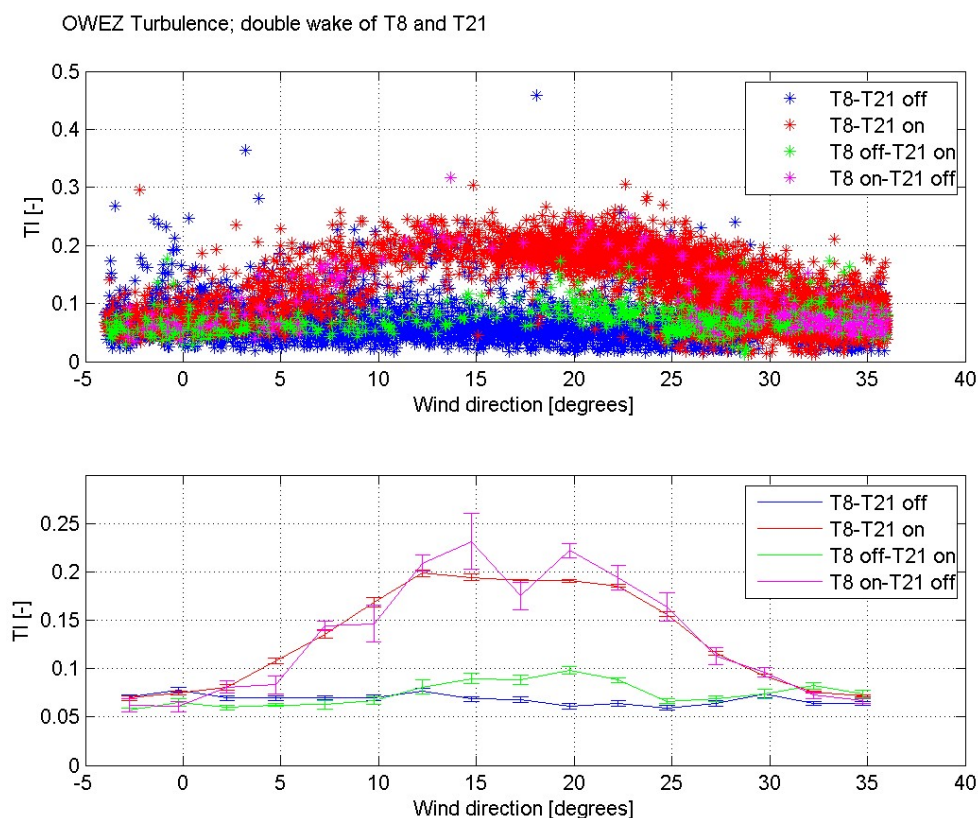 OWEZ Turbulence; double wake of T8 and T21
0.5
0.4
0.3
0.2
0.1
0
TI [-]
T8-T21 off
T8-T21 on
T8 off-T21 on
T8 on-T21 off
-5 0 5 10 15 20 25 30 35 40
Wind direction [degrees]
0.25
0.2
0.15
0.1
0.05
0
TI [-]
T8-T21 off
T8-T21 on
T8 off-T21 on
T8 on-T21 off
-5 0 5 10 15 20 25 30 35 40
Wind direction [degrees]